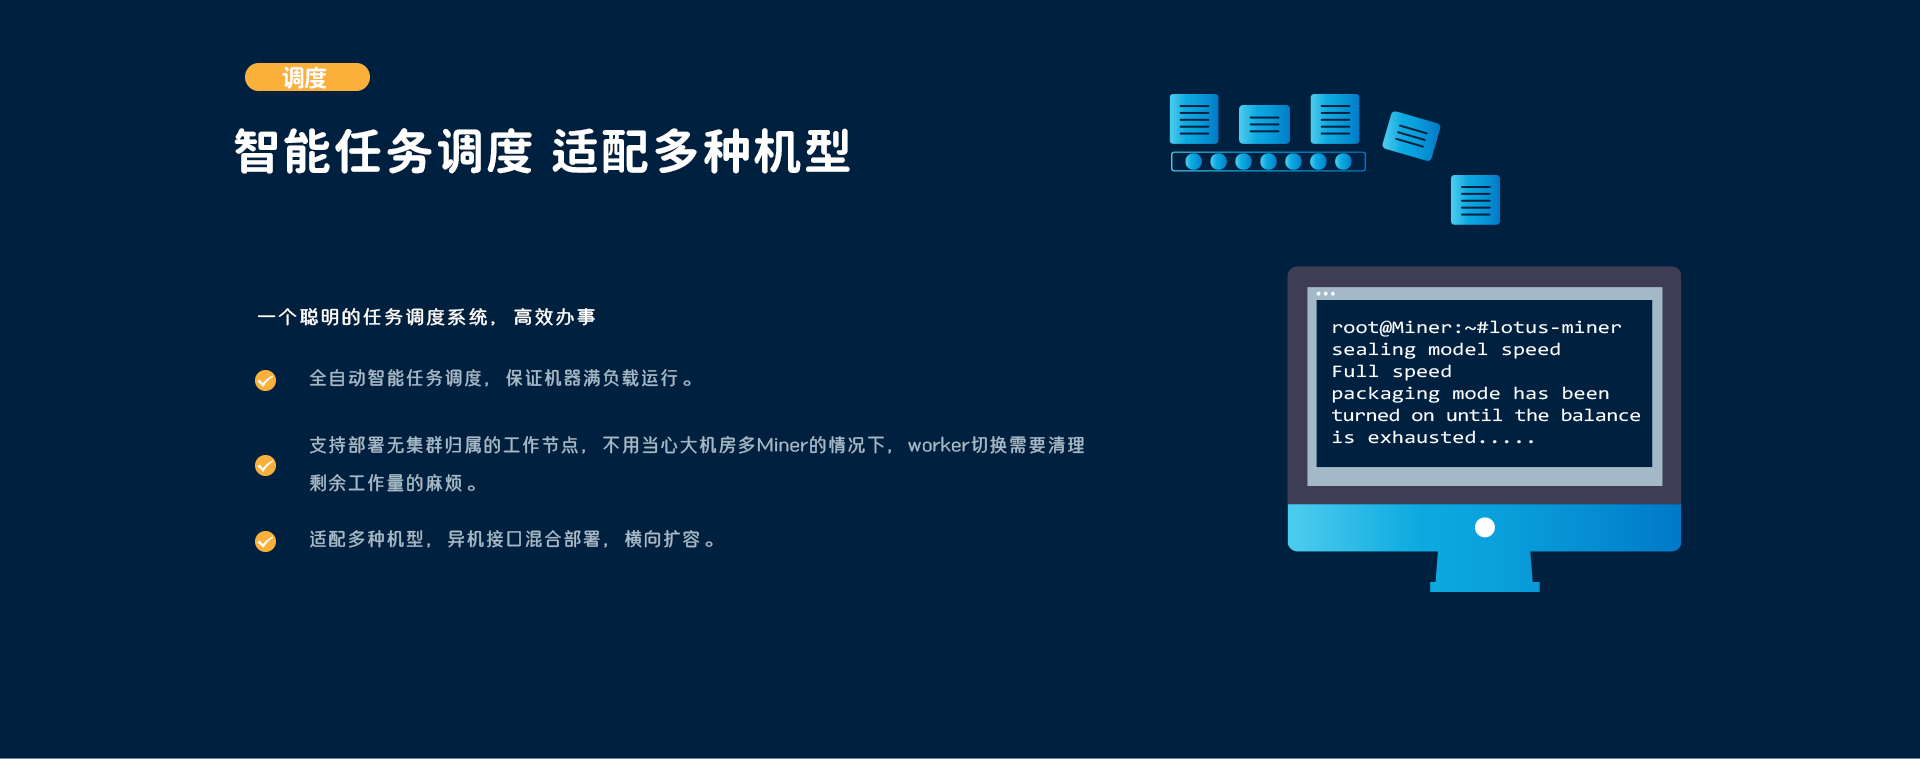 调度
智能任务调度 适配多种机型
一个聪明的任务调度系统，高效办事
全自动智能任务调度，保证机器满负载运行。
支持部署无集群归属的工作节点，不用当心大机房多Miner的情况下，worker切换需要清理
剩余工作量的麻烦。
适配多种机型，异机接口混合部署，横向扩容。
root@Miner:~#lotus-miner
sealing model speed
Full speed
packaging mode has been
turned on until the balance
is exhausted.....